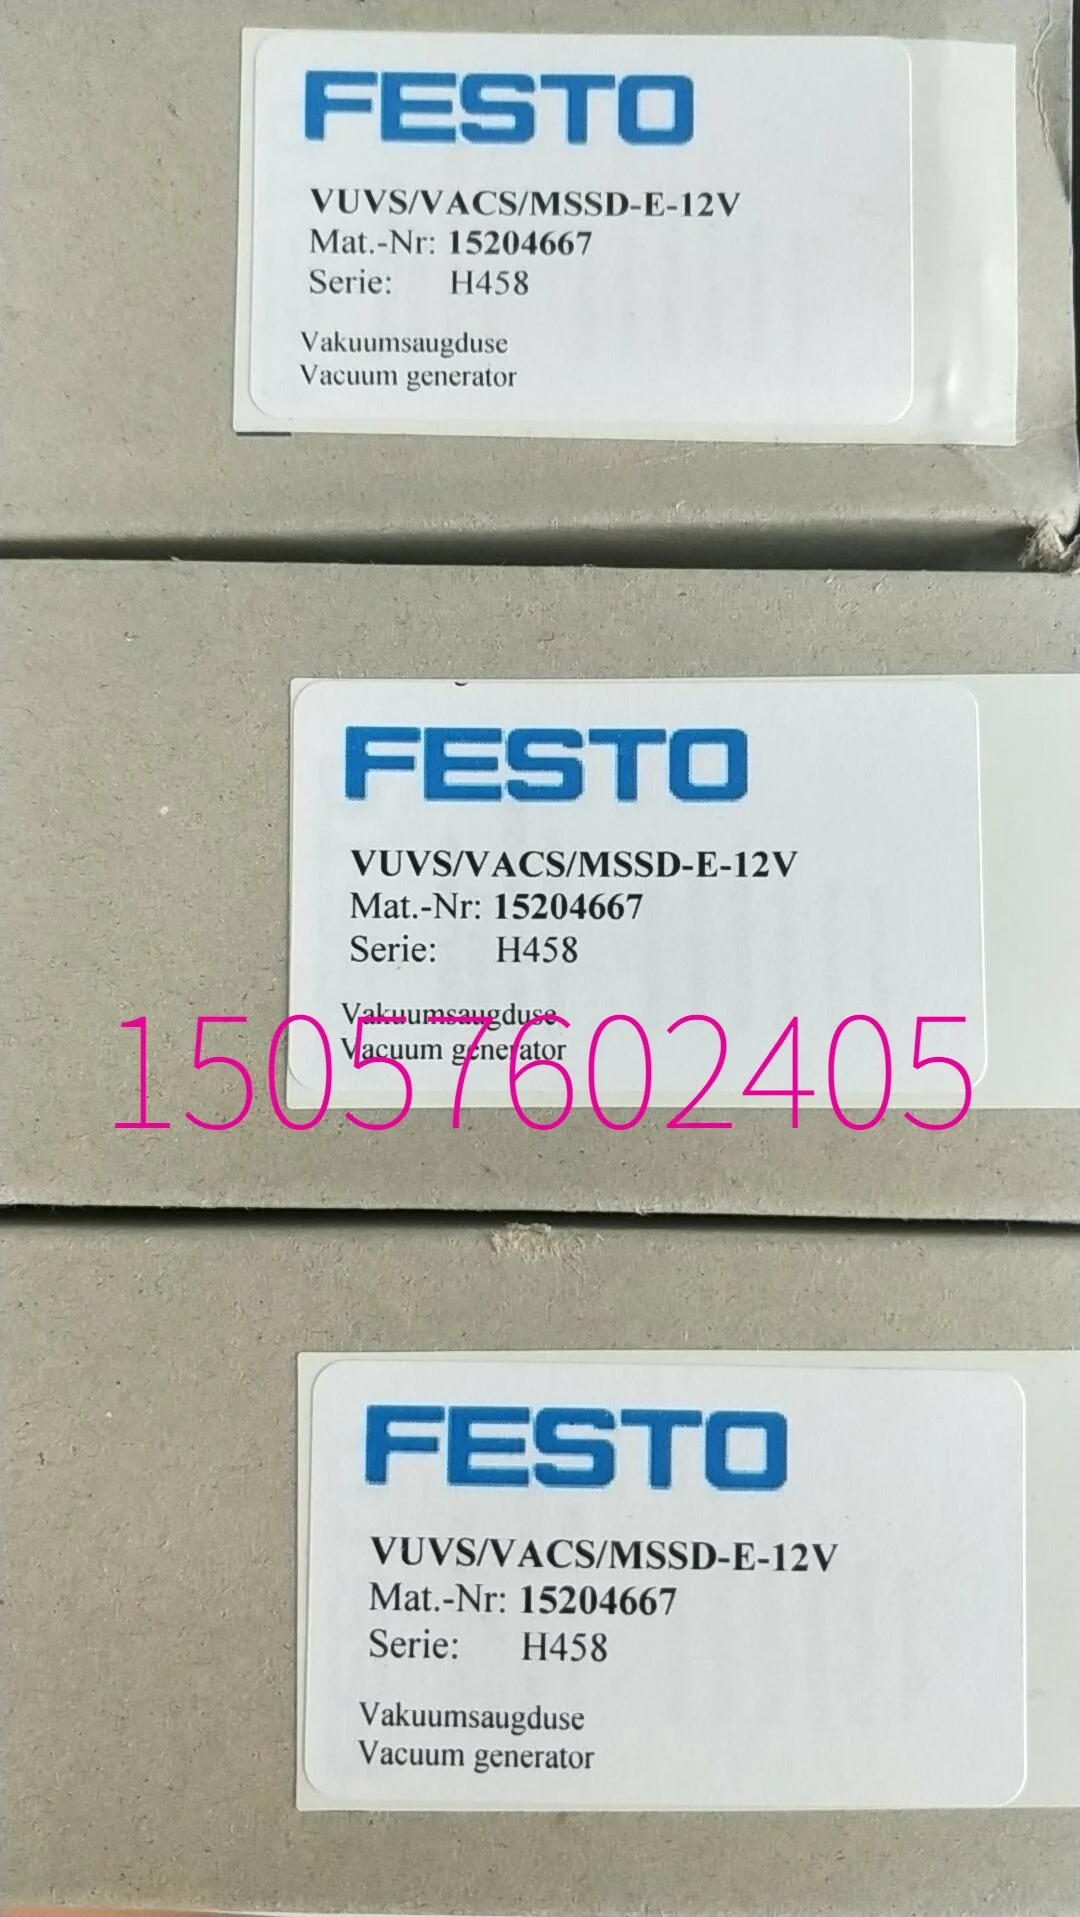 FESTO
VUVS/VACS/MSSD-E-12V
Mat.-Nr: 15204667
Serie: H458
Vakuumsaugduse
Vacuum generator
FESTO
VUVS/VACS/MSSD-E-12V
Mat.-Nr: 15204667
Serie: H458
Vakuumsaugduse
Vacuum generator
15057602405
FESTO
VUVS/VACS/MSSD-E-12V
Mat.-Nr: 15204667
Serie: H458
Vakuumsaugduse
Vacuum generator